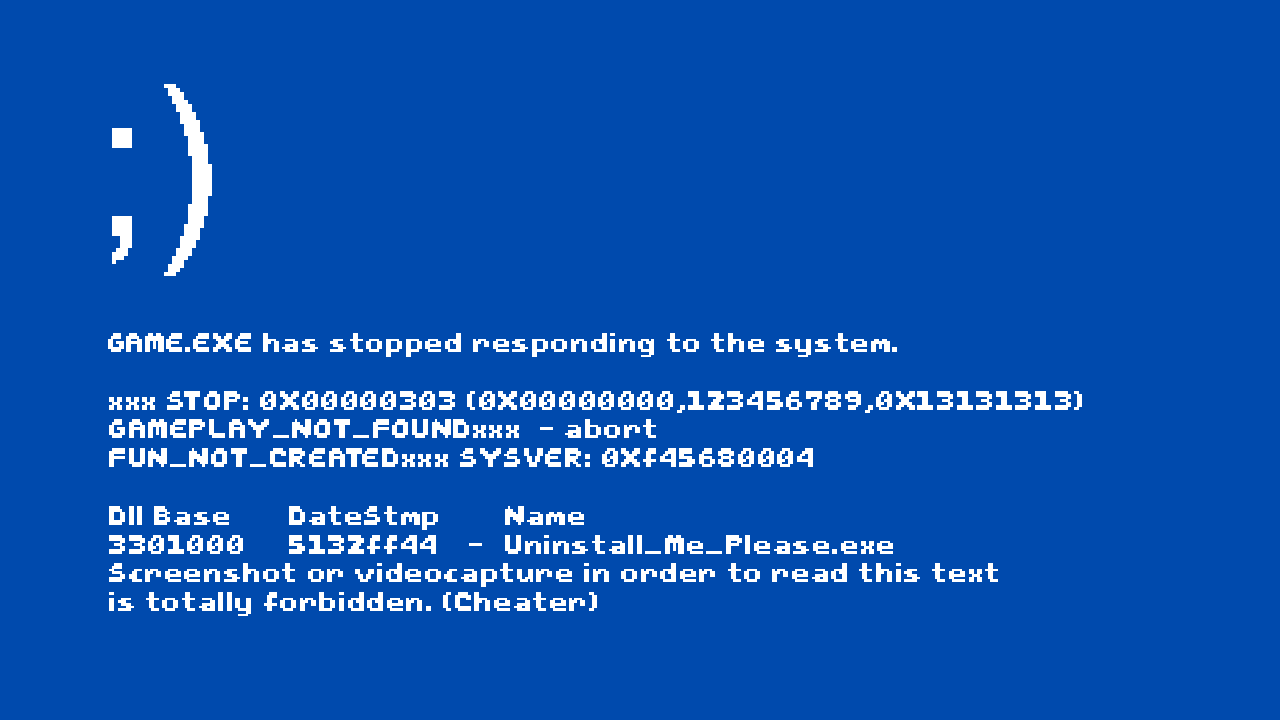 ;)
GAME.EXE has stopped responding to the system.
xxx STOP: 0X00000303 (0X00000000,123456789,0X13131313)
GAMEPLAY_NOT_FOUNDxxx - abort
FUN_NOT_CREATEDxxx SYSVER: 0Xf45680004
Dll Base DateStmp Name
3301000 5132ff44 - Uninstall_Me_Please.exe
Screenshot or videocapture in order to read this text
is totally forbidden. (Cheater)